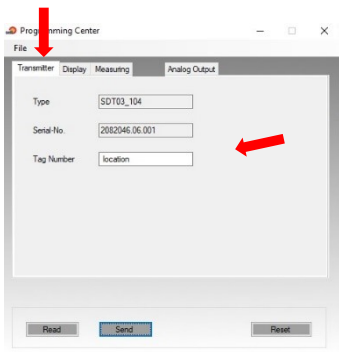 Programming Center
File
Transmitter Display Measuring Analog Output
Type SDT03_104
Serial-No. 2082046.06.001
Tag Number location
Read Send Reset